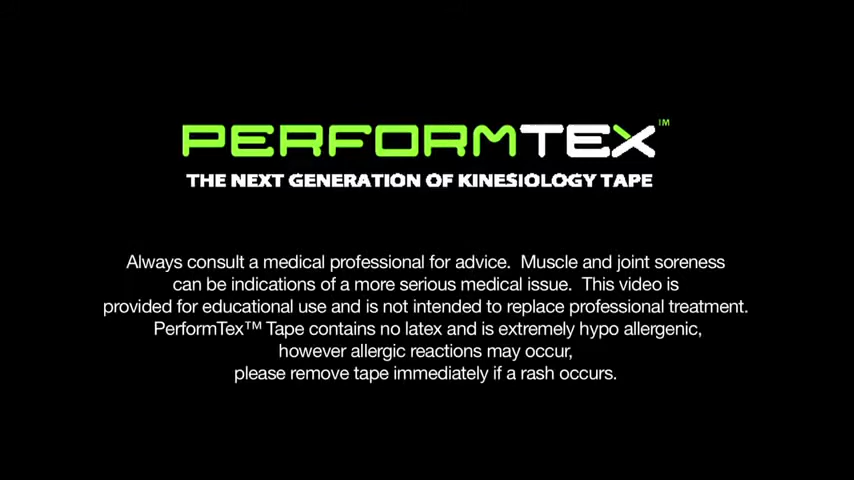 PERFORMTEX™
THE NEXT GENERATION OF KINESIOLOGY TAPE
Always consult a medical professional for advice.  Muscle and joint soreness
can be indications of a more serious medical issue.  This video is
provided for educational use and is not intended to replace professional treatment.
PerformTex™ Tape contains no latex and is extremely hypo allergenic,
however allergic reactions may occur,
please remove tape immediately if a rash occurs.